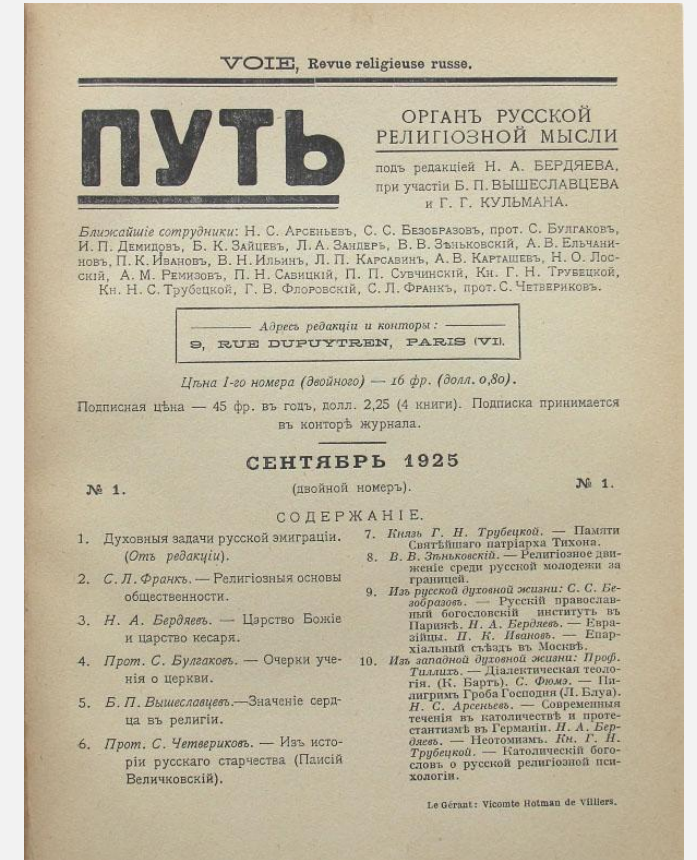 VOIE, Revue religieuse russe.
ПУТЬ
ОРГАНЪ РУССКОЙ
РЕЛИГІОЗНОЙ МЫСЛИ
подъ редакціей Н. А. БЕРДЯЕВА,
при участіи Б. П. ВЫШЕСЛАВЦЕВА
и Г. Г. КУЛЬМАНА.
Ближайшіе сотрудники: Н. С. Арсеньевъ, С. С. Безобразовъ, прот. С. Булгаковъ,
И. П. Демидовъ, Б. К. Зайцевъ, Л. А. Зандеръ, В. В. Зѣньковскій, А. В. Ельчани-
новъ, П. К. Ивановъ, В. Н. Ильинъ, Л. П. Карсавинъ, А. В. Карташевъ, Н. О. Лос-
скій, А. М. Ремизовъ, П. Н. Савицкій, П. П. Сувчинскій, Кн. Г. Н. Трубецкой,
Кн. Н. С. Трубецкой, Г. В. Флоровскій, С. Л. Франкъ, прот. С. Четвериковъ.
Адресъ редакціи и конторы:
9, RUE DUPUYTREN, PARIS (VI).
Цѣна 1-го номера (двойного) — 16 фр. (долл. 0,80).
Подписная цѣна — 45 фр. въ годъ, долл. 2,25 (4 книги). Подписка принимается
въ конторѣ журнала.
СЕНТЯБРЬ 1925
№ 1.
(двойной номеръ).
№ 1.
СОДЕРЖАНІЕ.
1. Духовныя задачи русской эмиграціи.
(Отъ редакціи).
2. С. Л. Франкъ. — Религіозныя основы
общественности.
3. Н. А. Бердяевъ. — Царство Божіе
и царство кесаря.
4. Прот. С. Булгаковъ. — Очерки уче-
нія о церкви.
5. Б. П. Вышеславцевъ.—Значеніе серд-
ца въ религіи.
6. Прот. С. Четвериковъ. — Изъ исто-
ріи русскаго старчества (Паисій
Величковскій).
7. Князь Г. Н. Трубецкой. — Памяти
Святѣйшаго патріарха Тихона.
8. В. В. Зѣньковскій. — Религіозное дви-
женіе среди русской молодежи за
границей.
9. Изъ русской духовной жизни: С. С. Бе-
зобразовъ. — Русскій православ-
ный богословскій институтъ въ
Парижѣ. Н. А. Бердяевъ. — Евра-
зійцы. П. К. Ивановъ. — Епар-
хіальный съѣздъ въ Москвѣ.
10. Изъ западной духовной жизни: Проф.
Тиллихъ. — Діалектическая теоло-
гія. (К. Бартъ). С. Фюмэ. — Пи-
лигримъ Гроба Господня (Л. Блуа).
Н. С. Арсеньевъ. — Современныя
теченія въ католичествѣ и проте-
стантизмѣ въ Германіи. Н. А. Бер-
дяевъ. — Неотомизмъ. Кн. Г. Н.
Трубецкой. — Католическій бого-
словъ о русской религіозной пси-
хологіи.
Le Gérant: Vicomte Hotman de Villiers.